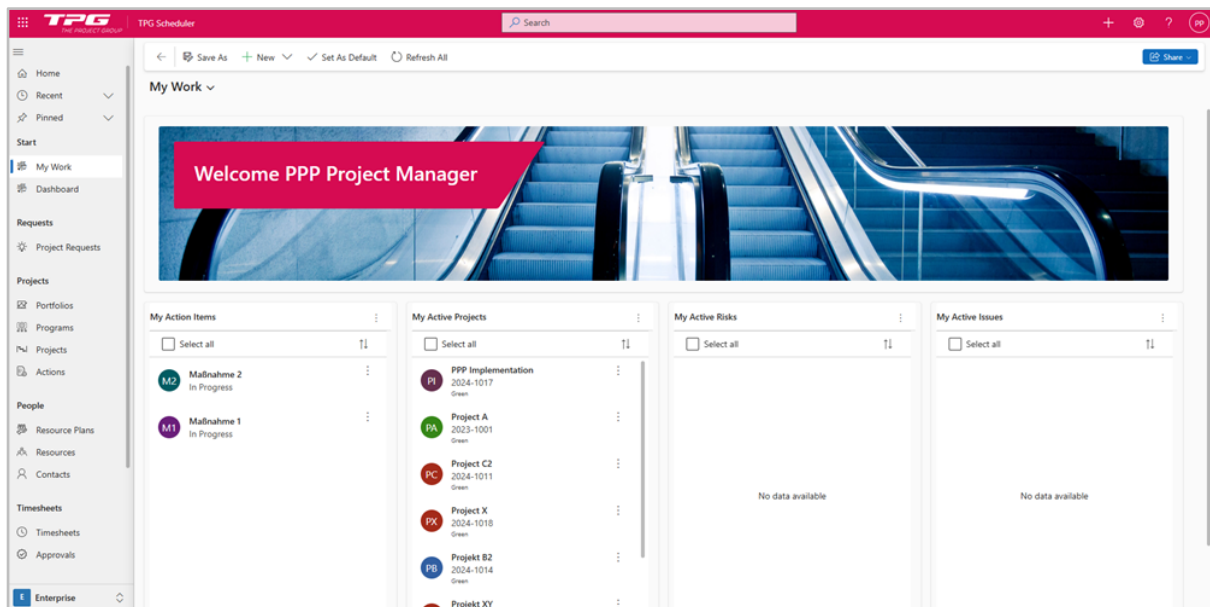 TPG
THE PROJECT GROUP
TPG Scheduler
Search
PP
Save As
New
Set As Default
Refresh All
Share
Home
Recent
Pinned
Start
My Work
Dashboard
Requests
Project Requests
Projects
Portfolios
Programs
Projects
Actions
People
Resource Plans
Resources
Contacts
Timesheets
Timesheets
Approvals
E Enterprise
My Work
Welcome PPP Project Manager
My Action Items
Select all
M2
Maßnahme 2
In Progress
M1
Maßnahme 1
In Progress
My Active Projects
Select all
PI
PPP Implementation
2024-1017
Green
PA
Project A
2023-1001
Green
PC
Project C2
2024-1011
Green
PX
Project X
2024-1018
Green
PB
Projekt B2
2024-1014
Green
Projekt XY
My Active Risks
Select all
No data available
My Active Issues
Select all
No data available